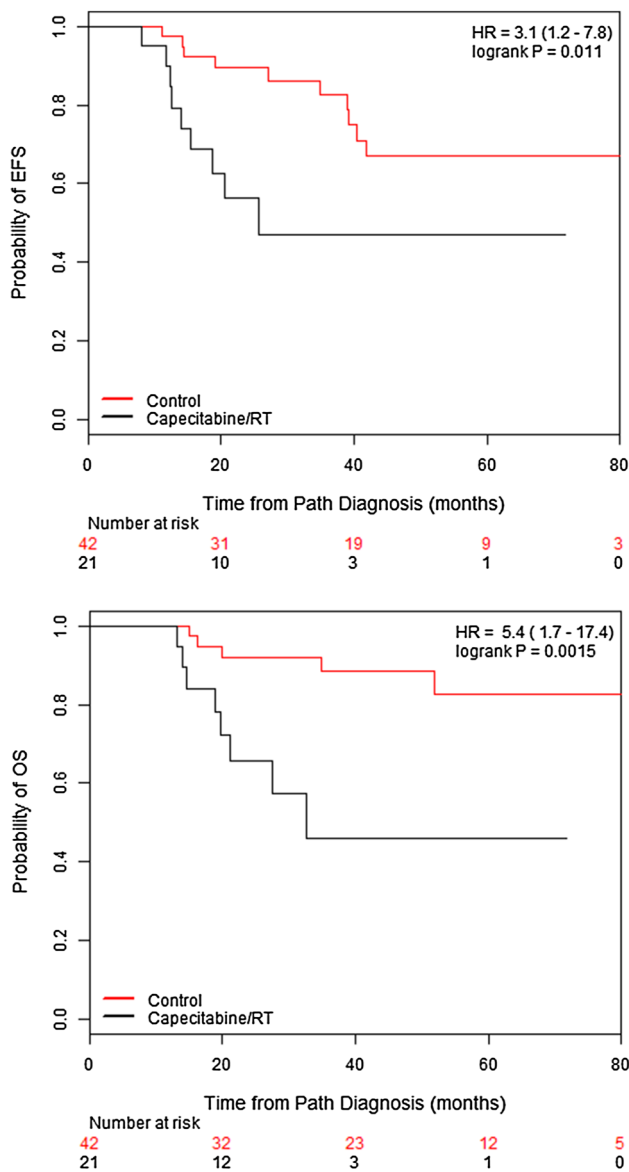 HR = 3.1 (1.2 - 7.8)
logrank P = 0.011
Probability of EFS
1.0
0.8
0.6
0.4
0.2
0.0
Control
Capecitabine/RT
0 20 40 60 80
Time from Path Diagnosis (months)
Number at risk
42 31 19 9 3
21 10 3 1 0
HR = 5.4 ( 1.7 - 17.4)
logrank P = 0.0015
Probability of OS
1.0
0.8
0.6
0.4
0.2
0.0
Control
Capecitabine/RT
0 20 40 60 80
Time from Path Diagnosis (months)
Number at risk
42 32 23 12 5
21 12 3 1 0